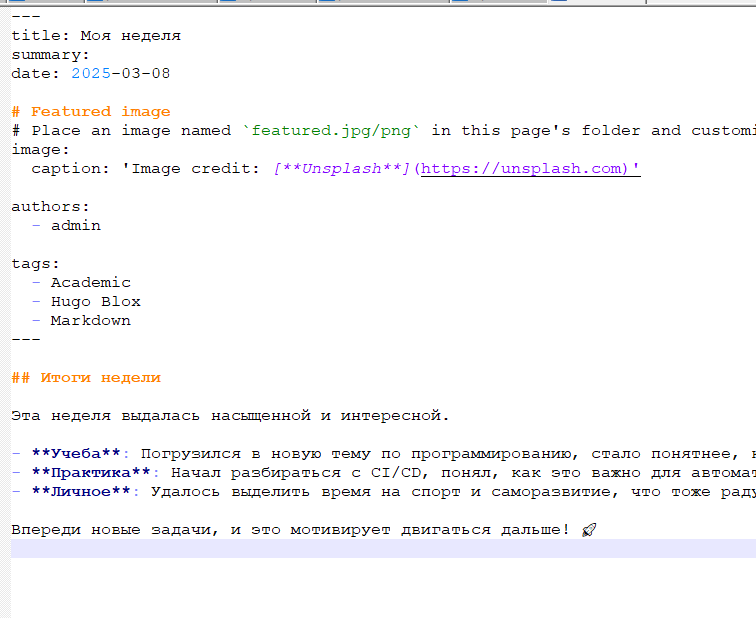 ---
title: Моя неделя
summary:
date: 2025-03-08
# Featured image
# Place an image named `featured.jpg/png` in this page's folder and
image:
  caption: 'Image credit: [**Unsplash**](https://unsplash.com)'
authors:
  - admin
tags:
  - Academic
  - Hugo Blox
  - Markdown
---
## Итоги недели
Эта неделя выдалась насыщенной и интересной.
- **Учеба**: Погрузился в новую тему по программированию, стало понятнее,
- **Практика**: Начал разбираться с CI/CD, понял, как это важно для
- **Личное**: Удалось выделить время на спорт и саморазвитие, что тоже
Впереди новые задачи, и это мотивирует двигаться дальше! 🚀